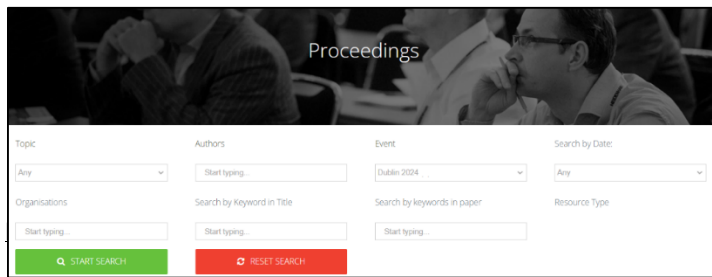 Proceedings
Topic Authors Event Search by Date:
Any Start typing... Dublin 2024 Any
Organisations Search by Keyword in Title Search by keywords in paper Resource Type
Start typing... Start typing... Start typing...
START SEARCH RESET SEARCH